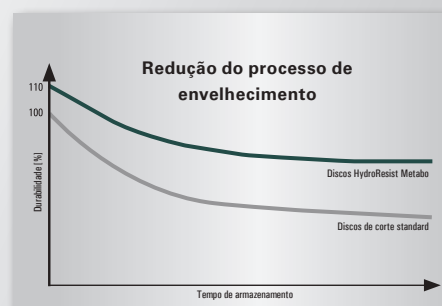 Redução do processo de
envelhecimento
110
100
Durabilidade [%]
Discos HydroResist Metabo
Discos de corte standard
Tempo de armazenamento